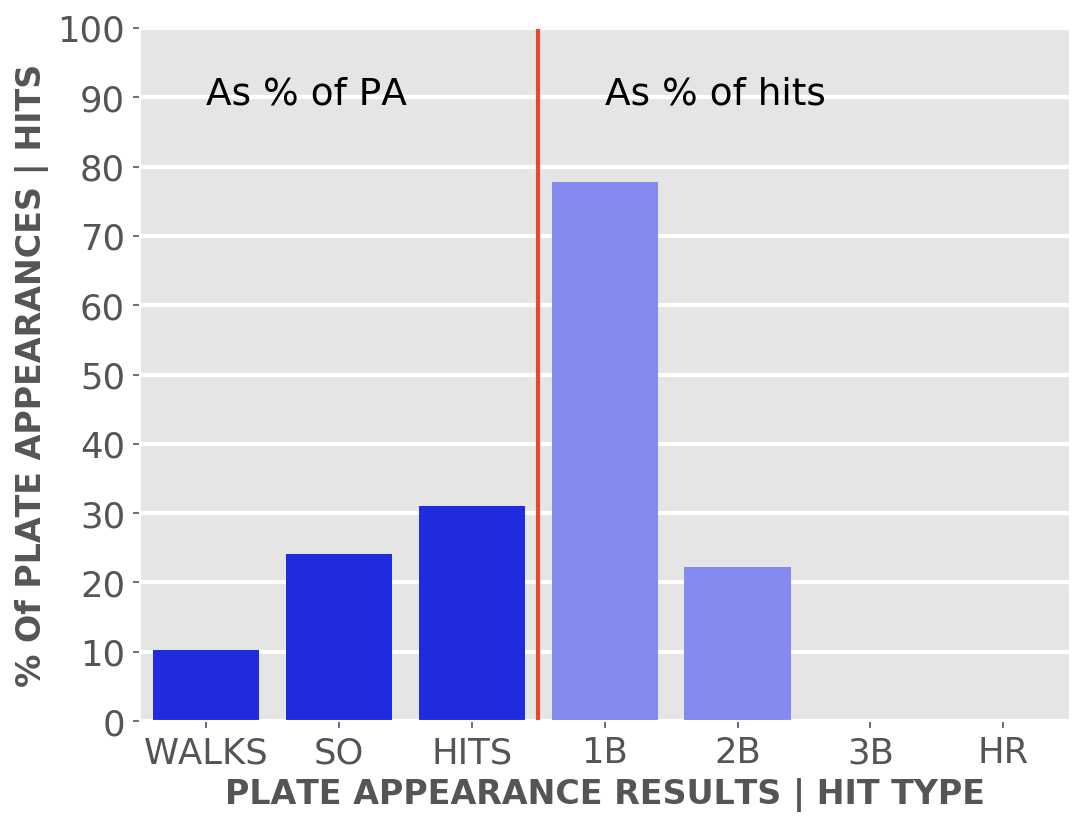 % Of PLATE APPEARANCES | HITS
100
90
80
70
60
50
40
30
20
10
0
As % of PA
As % of hits
WALKS SO HITS 1B 2B 3B HR
PLATE APPEARANCE RESULTS | HIT TYPE